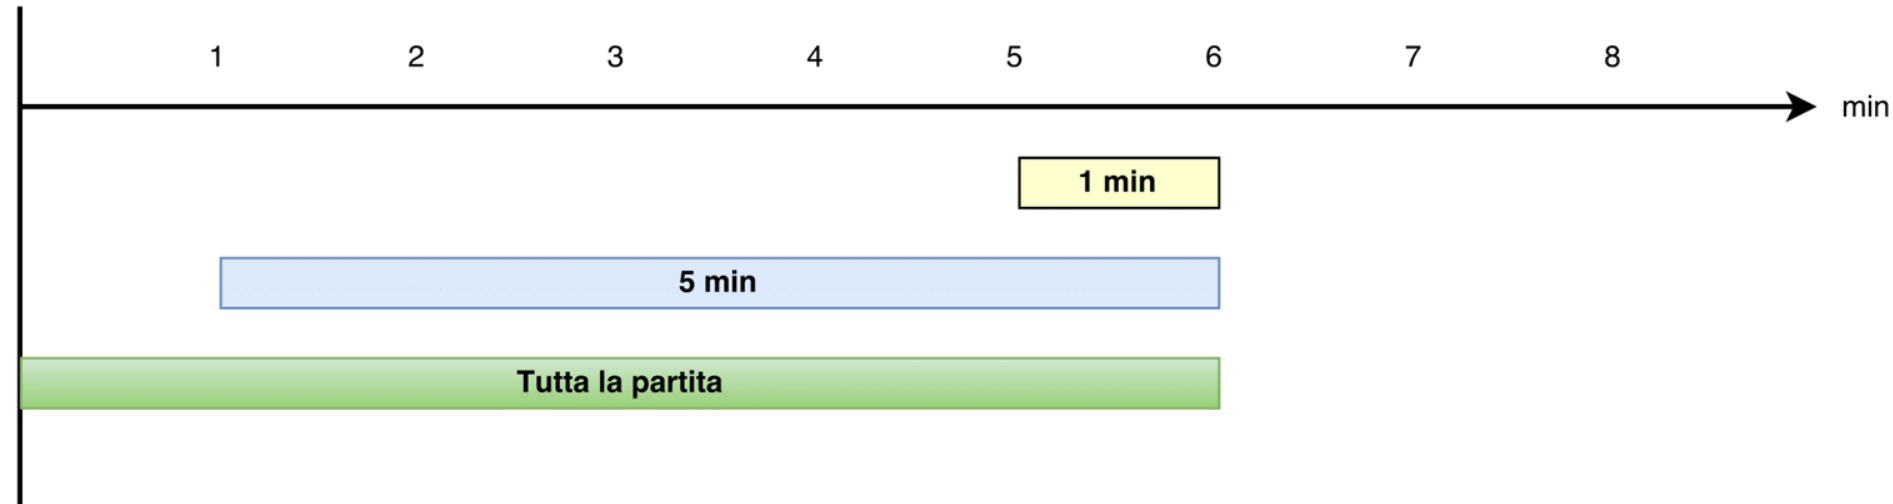 1 2 3 4 5 6 7 8
min
1 min
5 min
Tutta la partita